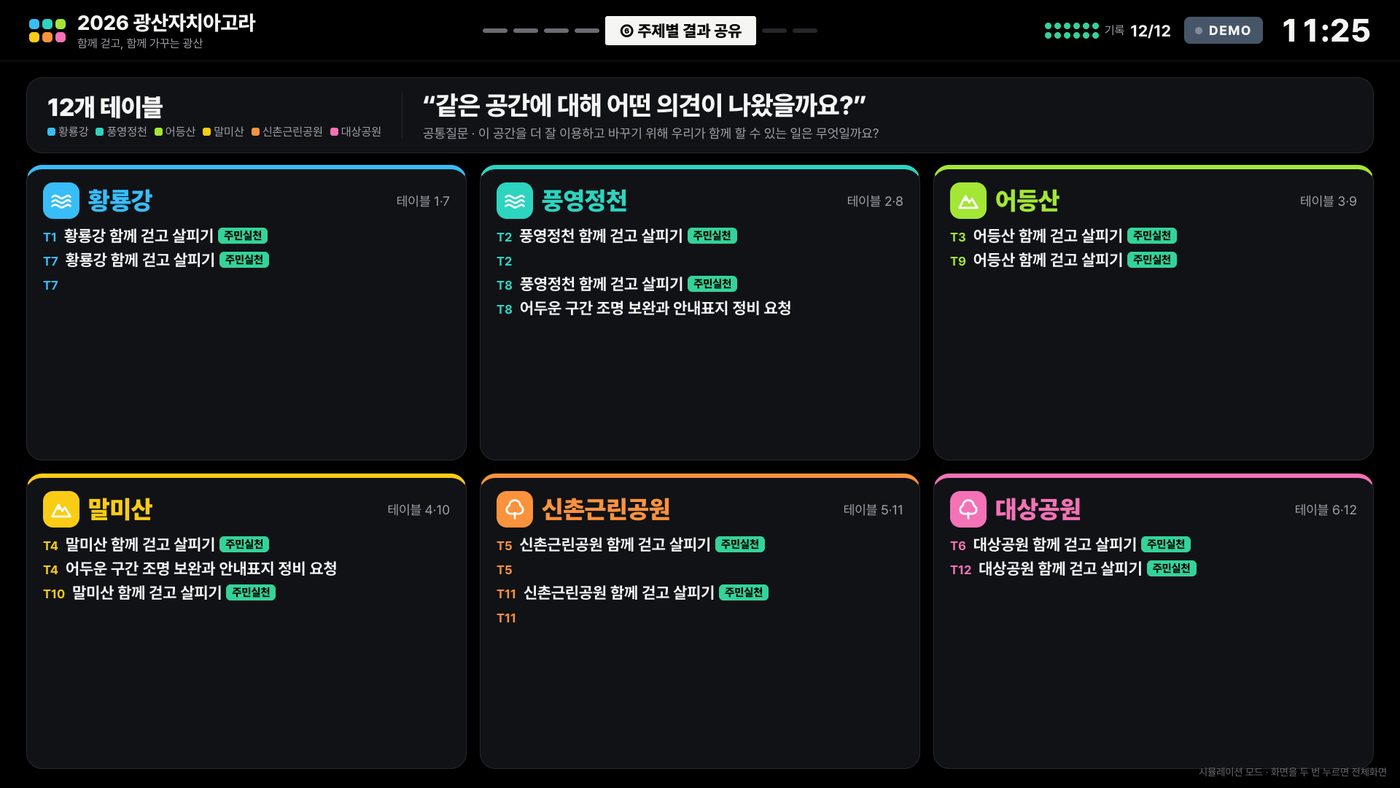 2026 광산자치아고라
함께 걷고, 함께 가꾸는 광산
❻ 주제별 결과 공유
기록 12/12
DEMO
11:25
12개 테이블
황룡강 풍영정천 어등산 말미산 신촌근린공원 대상공원
“같은 공간에 대해 어떤 의견이 나왔을까요?”
공통질문 · 이 공간을 더 잘 이용하고 바꾸기 위해 우리가 함께 할 수 있는 일은 무엇일까요?
황룡강
테이블 1·7
T1 황룡강 함께 걷고 살피기 주민실천
T7 황룡강 함께 걷고 살피기 주민실천
T7
풍영정천
테이블 2·8
T2 풍영정천 함께 걷고 살피기 주민실천
T2
T8 풍영정천 함께 걷고 살피기 주민실천
T8 어두운 구간 조명 보완과 안내표지 정비 요청
어등산
테이블 3·9
T3 어등산 함께 걷고 살피기 주민실천
T9 어등산 함께 걷고 살피기 주민실천
말미산
테이블 4·10
T4 말미산 함께 걷고 살피기 주민실천
T4 어두운 구간 조명 보완과 안내표지 정비 요청
T10 말미산 함께 걷고 살피기 주민실천
신촌근린공원
테이블 5·11
T5 신촌근린공원 함께 걷고 살피기 주민실천
T5
T11 신촌근린공원 함께 걷고 살피기 주민실천
T11
대상공원
테이블 6·12
T6 대상공원 함께 걷고 살피기 주민실천
T12 대상공원 함께 걷고 살피기 주민실천
시뮬레이션 모드 · 화면을 두 번 누르면 전체화면